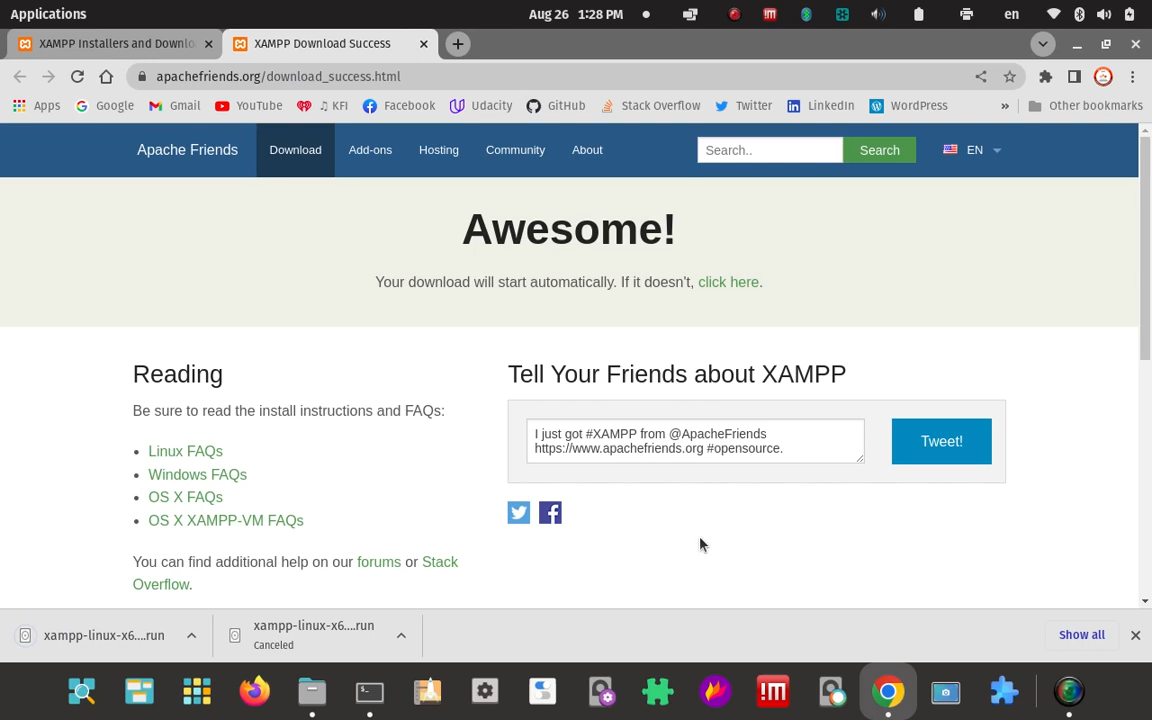 Applications
Aug 26 1:28 PM
en
XAMPP Installers and Downlo
XAMPP Download Success
apachefriends.org/download_success.html
Apps
Google
Gmail
YouTube
♫ KFI
Facebook
Udacity
GitHub
Stack Overflow
Twitter
LinkedIn
WordPress
»
Other bookmarks
Apache Friends
Download
Add-ons
Hosting
Community
About
Search..
Search
EN
Awesome!
Your download will start automatically. If it doesn't, click here.
Reading
Be sure to read the install instructions and FAQs:
Linux FAQs
Windows FAQs
OS X FAQs
OS X XAMPP-VM FAQs
You can find additional help on our forums or Stack
Overflow.
Tell Your Friends about XAMPP
I just got #XAMPP from @ApacheFriends
https://www.apachefriends.org #opensource.
Tweet!
xampp-linux-x6....run
xampp-linux-x6....run
Canceled
Show all
!M